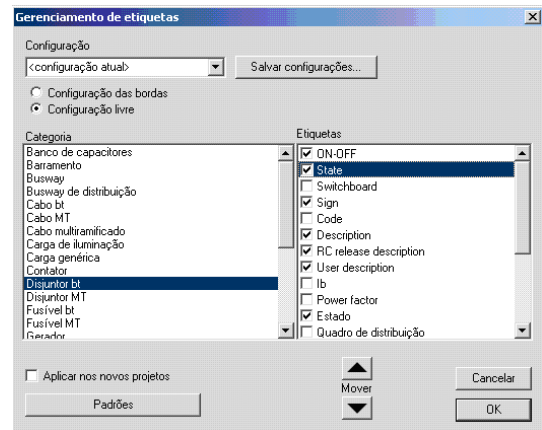 Gerenciamento de etiquetas
Configuração
<configuração atual>
Salvar configurações...
Configuração das bordas
Configuração livre
Categoria
Banco de capacitores
Barramento
Busway
Busway de distribuição
Cabo bt
Cabo MT
Cabo multiramificado
Carga de iluminação
Carga genérica
Contator
Disjuntor bt
Disjuntor MT
Fusível bt
Fusível MT
Gerador
Etiquetas
ON-OFF
State
Switchboard
Sign
Code
Description
RC release description
User description
Ib
Power factor
Estado
Quadro de distribuição
Aplicar nos novos projetos
Padrões
Mover
Cancelar
OK